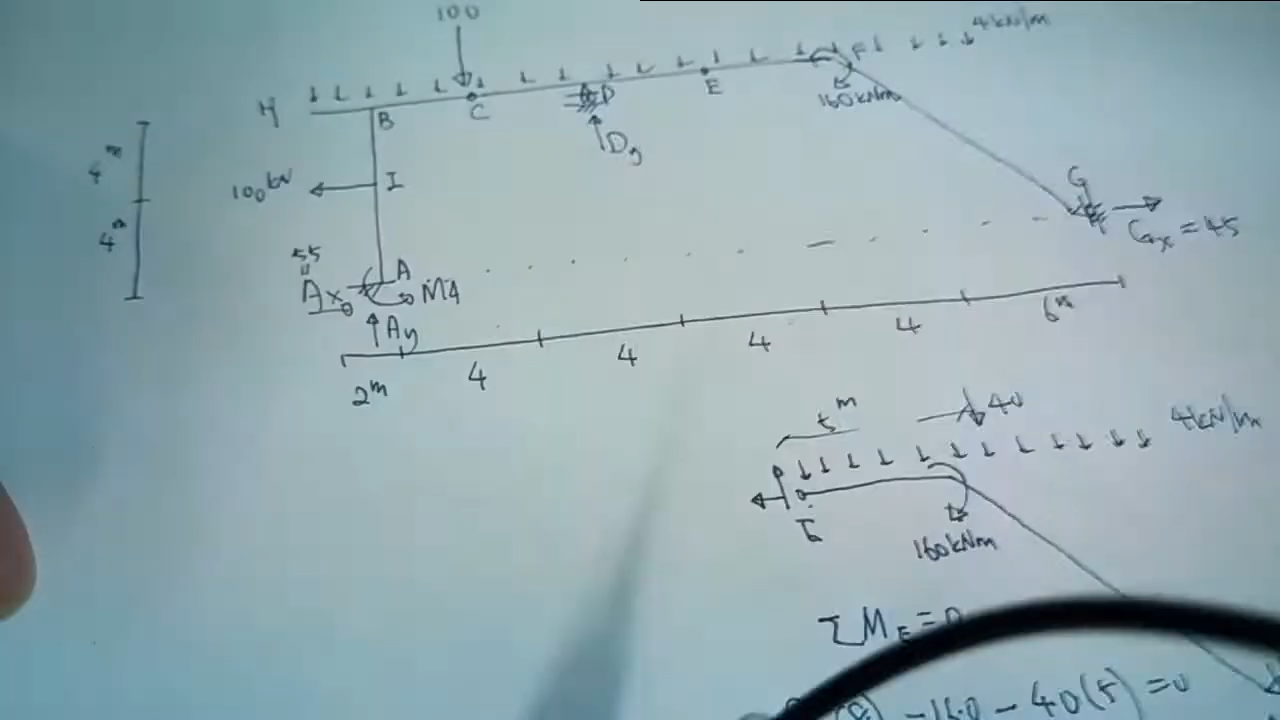 100
4kN/m
H
B
C
D
E
F
160kNm
Dy
4m
4m
100kN
I
G
Gx = 45
55
Ax
A
MA
Ay
2m
4
4
4
4
6m
5m
40
4kN/m
E
160kNm
ΣM_E = 0
-160 - 40(5) = 0